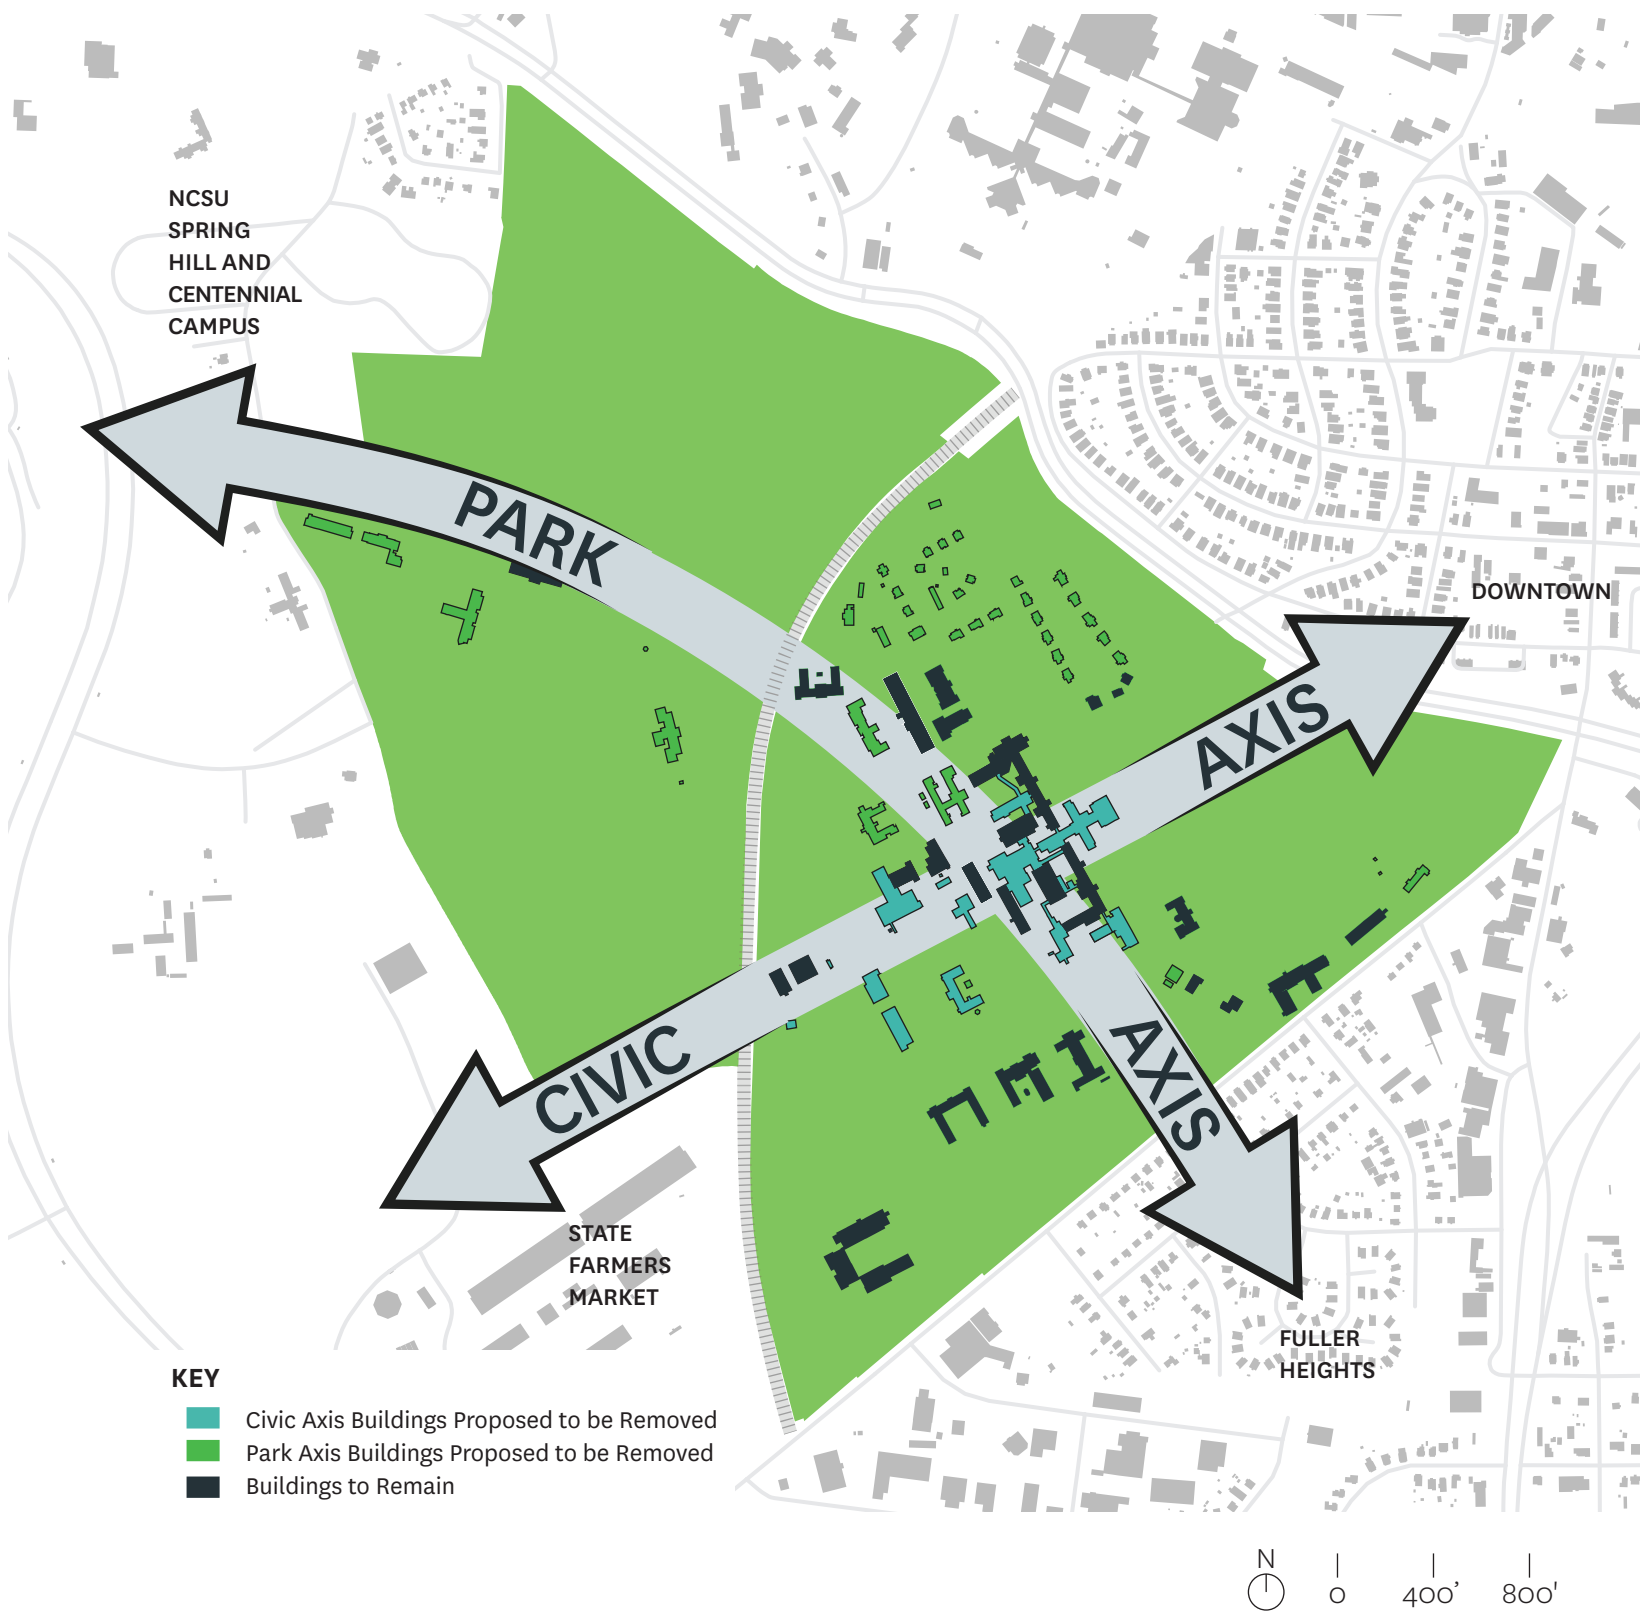 NCSU
SPRING
HILL AND
CENTENNIAL
CAMPUS
PARK
DOWNTOWN
AXIS
CIVIC
AXIS
STATE
FARMERS
MARKET
FULLER
HEIGHTS
KEY
Civic Axis Buildings Proposed to be Removed
Park Axis Buildings Proposed to be Removed
Buildings to Remain
N
0 400’ 800'